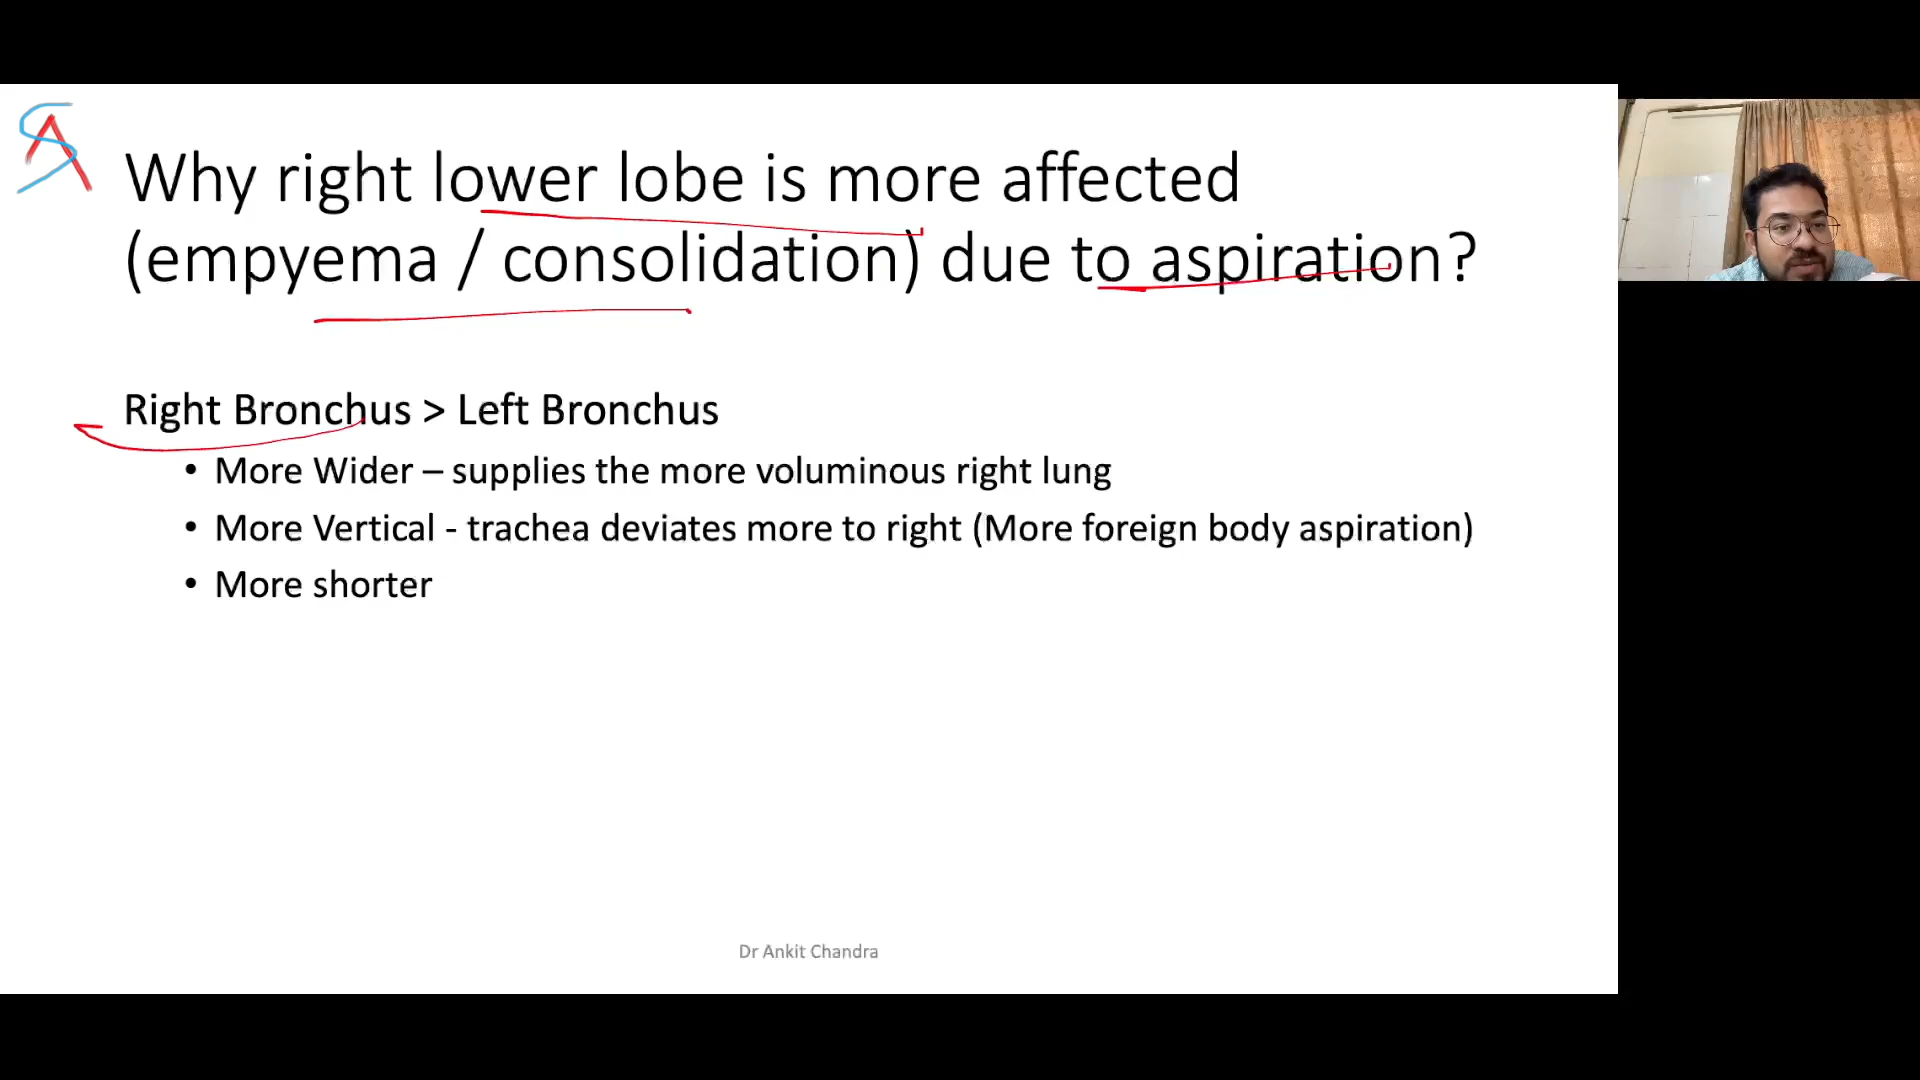 Why right lower lobe is more affected
(empyema / consolidation) due to aspiration?
Right Bronchus > Left Bronchus
• More Wider – supplies the more voluminous right lung
• More Vertical - trachea deviates more to right (More foreign body aspiration)
• More shorter
Dr Ankit Chandra